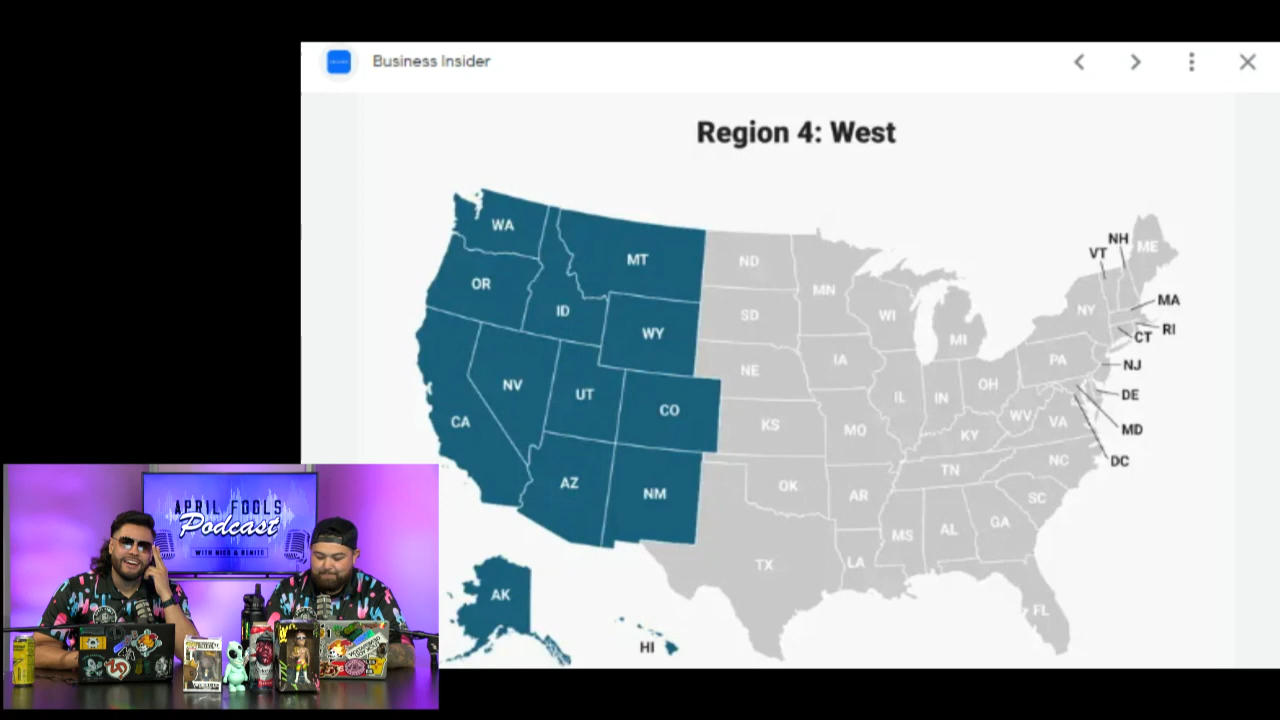 Business Insider
Region 4: West
WA
MT
ND
MN
OR
ID
WY
SD
WI
MI
NY
VT
NH
ME
MA
RI
CT
NV
UT
CO
NE
IA
IL
IN
OH
PA
NJ
DE
CA
KS
MO
KY
WV
VA
MD
DC
AZ
NM
OK
AR
TN
NC
SC
MS
AL
GA
TX
LA
FL
AK
HI
APRIL FOOLS
Podcast
WITH NICO & BENITO